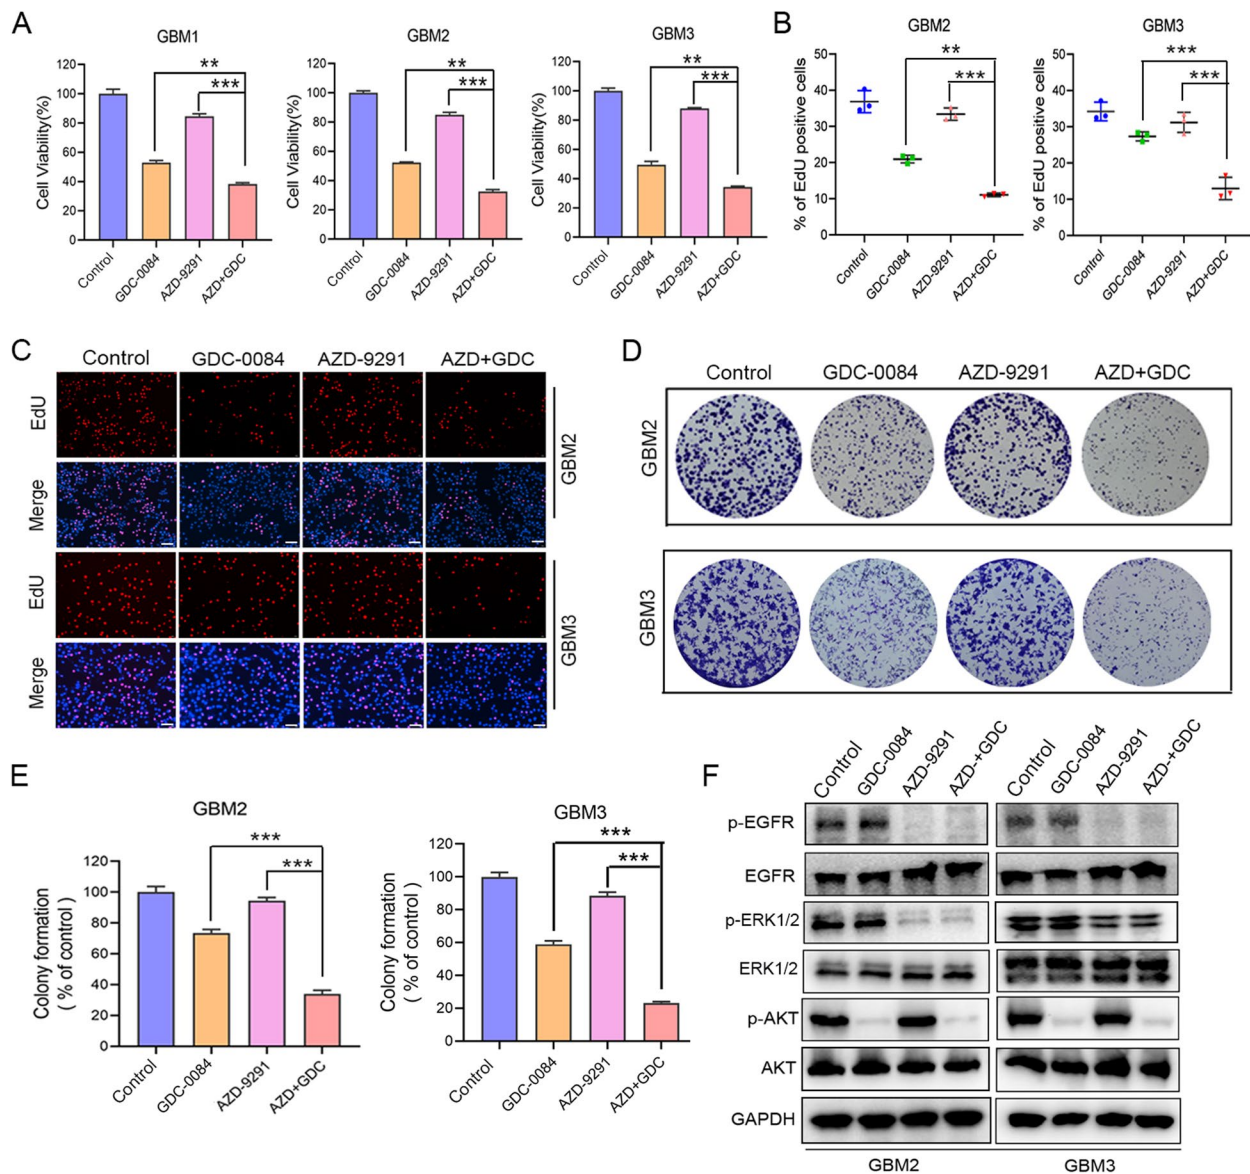 A
GBM1
Cell Viability(%)
120
100
80
60
40
20
0
**
***
Control
GDC-0084
AZD-9291
AZD+GDC
GBM2
Cell Viability(%)
120
100
80
60
40
20
0
**
***
Control
GDC-0084
AZD-9291
AZD+GDC
GBM3
Cell Viability(%)
120
100
80
60
40
20
0
**
***
Control
GDC-0084
AZD-9291
AZD+GDC
B
GBM2
% of EdU positive cells
50
40
30
20
10
0
**
***
Control
GDC-0084
AZD-9291
AZD+GDC
GBM3
% of EdU positive cells
50
40
30
20
10
0
***
***
Control
GDC-0084
AZD-9291
AZD+GDC
C
Control GDC-0084 AZD-9291 AZD+GDC
EdU
Merge
GBM2
EdU
Merge
GBM3
D
Control GDC-0084 AZD-9291 AZD+GDC
GBM2
GBM3
E
GBM2
Colony formation
( % of control )
120
100
80
60
40
20
0
***
***
Control
GDC-0084
AZD-9291
AZD+GDC
GBM3
Colony formation
( % of control )
120
100
80
60
40
20
0
***
***
Control
GDC-0084
AZD-9291
AZD+GDC
F
Control GDC-0084 AZD-9291 AZD-+GDC Control GDC-0084 AZD-9291 AZD-+GDC
p-EGFR
EGFR
p-ERK1/2
ERK1/2
p-AKT
AKT
GAPDH
GBM2 GBM3